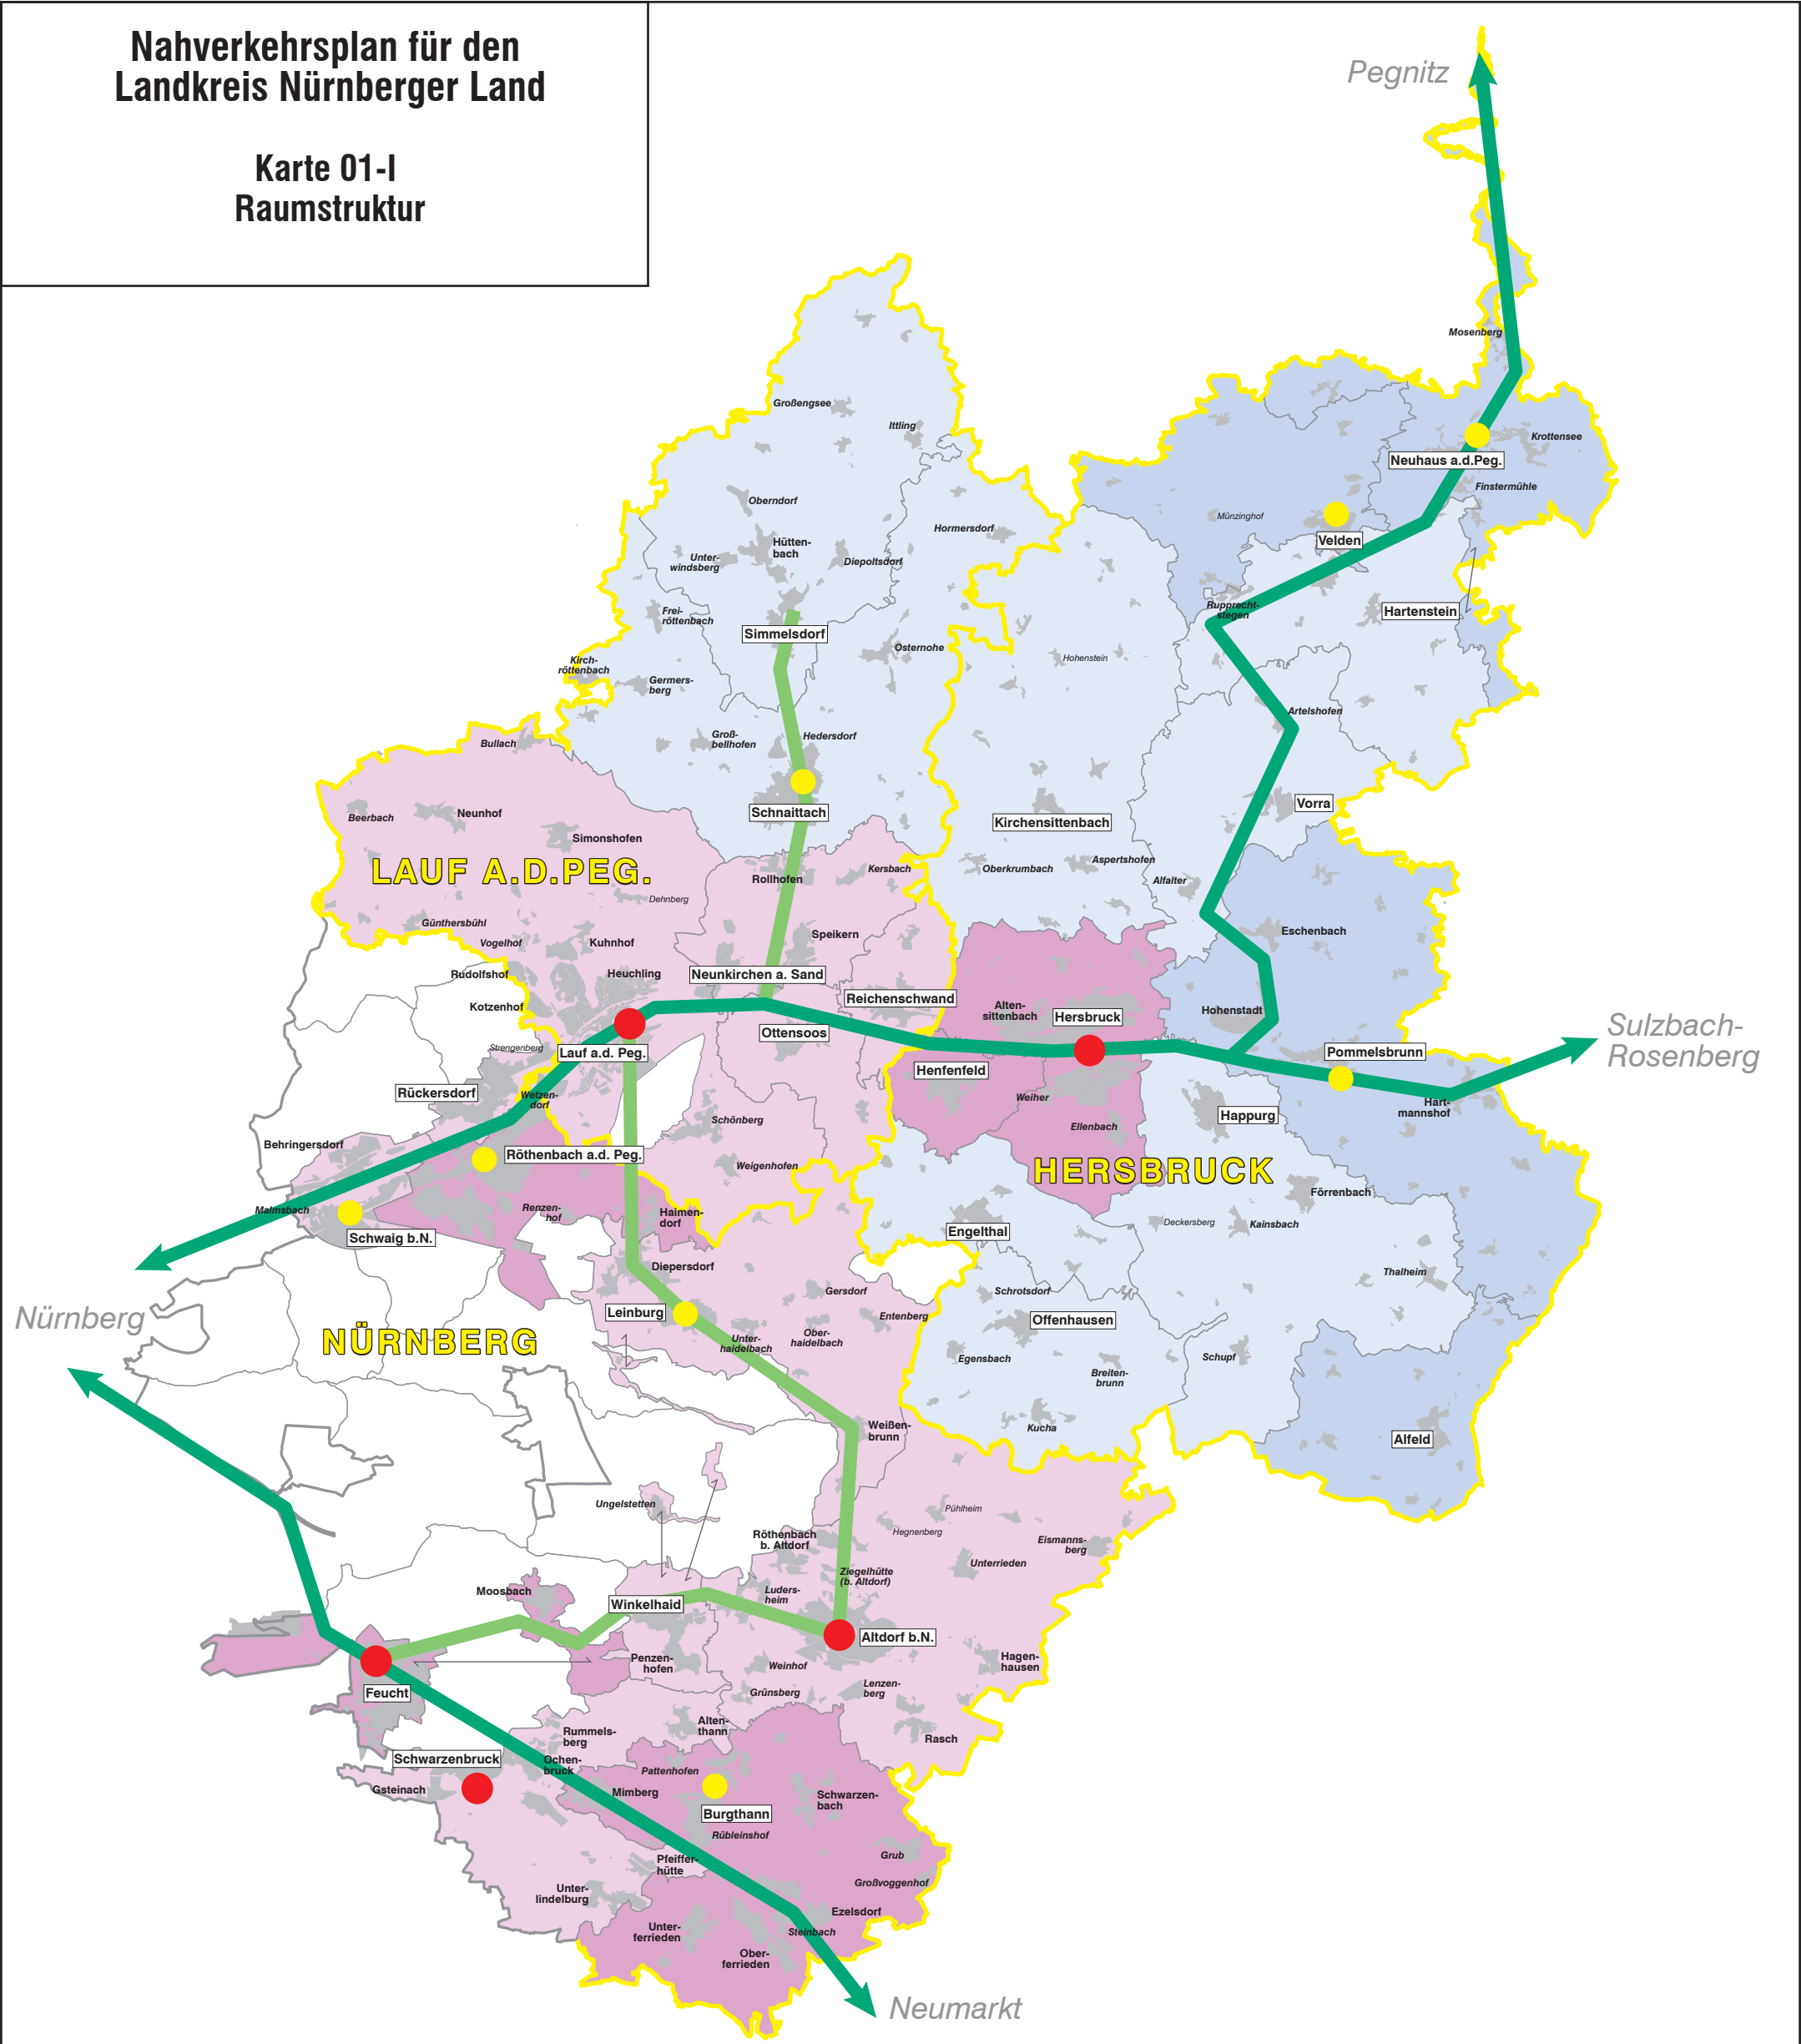 Nahverkehrsplan für den
Landkreis Nürnberger Land
Karte 01-I
Raumstruktur
Pegnitz
Mosenberg
Großengsee
Ittling
Krottensee
Neuhaus a.d.Peg.
Finstermühle
Oberndorf
Münzinghof
Hormersdorf
Velden
Hütten-
bach
Unter-
windsberg
Diepoltsdorf
Rupprecht-
stegen
Hartenstein
Frei-
röttenbach
Simmelsdorf
Osternohe
Hohenstein
Kirch-
röttenbach
Germers-
berg
Artelshofen
Bullach
Groß-
bellhofen
Hedersdorf
Vorra
Schnaittach
Kirchensittenbach
Beerbach
Neunhof
Simonshofen
LAUF A.D.PEG.
Rollhofen
Kersbach
Oberkrumbach
Aspertshofen
Alfalter
Dehnberg
Günthersbühl
Vogelhof
Kuhnhof
Speikern
Eschenbach
Rudolfshof
Heuchling
Neunkirchen a. Sand
Reichenschwand
Kotzenhof
Alten-
sittenbach
Hersbruck
Hohenstadt
Sulzbach-
Rosenberg
Ottensoos
Strengenberg
Lauf a.d. Peg.
Pommelsbrunn
Henfenfeld
Rückersdorf
Wetzen-
dorf
Weiher
Hart-
mannshof
Happurg
Schönberg
Ellenbach
Behringersdorf
Röthenbach a.d. Peg.
Weigenhofen
HERSBRUCK
Förrenbach
Malmsbach
Renzen-
hof
Haimen-
dorf
Deckersberg
Kainsbach
Schwaig b.N.
Engelthal
Diepersdorf
Thalheim
Gersdorf
Schrotsdorf
Nürnberg
Leinburg
Entenberg
Offenhausen
NÜRNBERG
Unter-
haidelbach
Ober-
haidelbach
Egensbach
Schupf
Breiten-
brunn
Weißen-
brunn
Kucha
Alfeld
Ungelstetten
Pühlheim
Hegnenberg
Röthenbach
b. Altdorf
Eismanns-
berg
Unterrieden
Ziegelhütte
(b. Altdorf)
Moosbach
Luders-
heim
Winkelhaid
Altdorf b.N.
Penzen-
hofen
Weinhof
Hagen-
hausen
Feucht
Grünsberg
Lenzen-
berg
Rummels-
berg
Alten-
thann
Rasch
Schwarzenbruck
Ochen-
bruck
Pattenhofen
Gsteinach
Mimberg
Schwarzen-
bach
Burgthann
Rübleinshof
Grub
Pfeiffer-
hütte
Großvoggenhof
Unter-
lindelburg
Ezelsdorf
Unter-
ferrieden
Steinbach
Ober-
ferrieden
Neumarkt